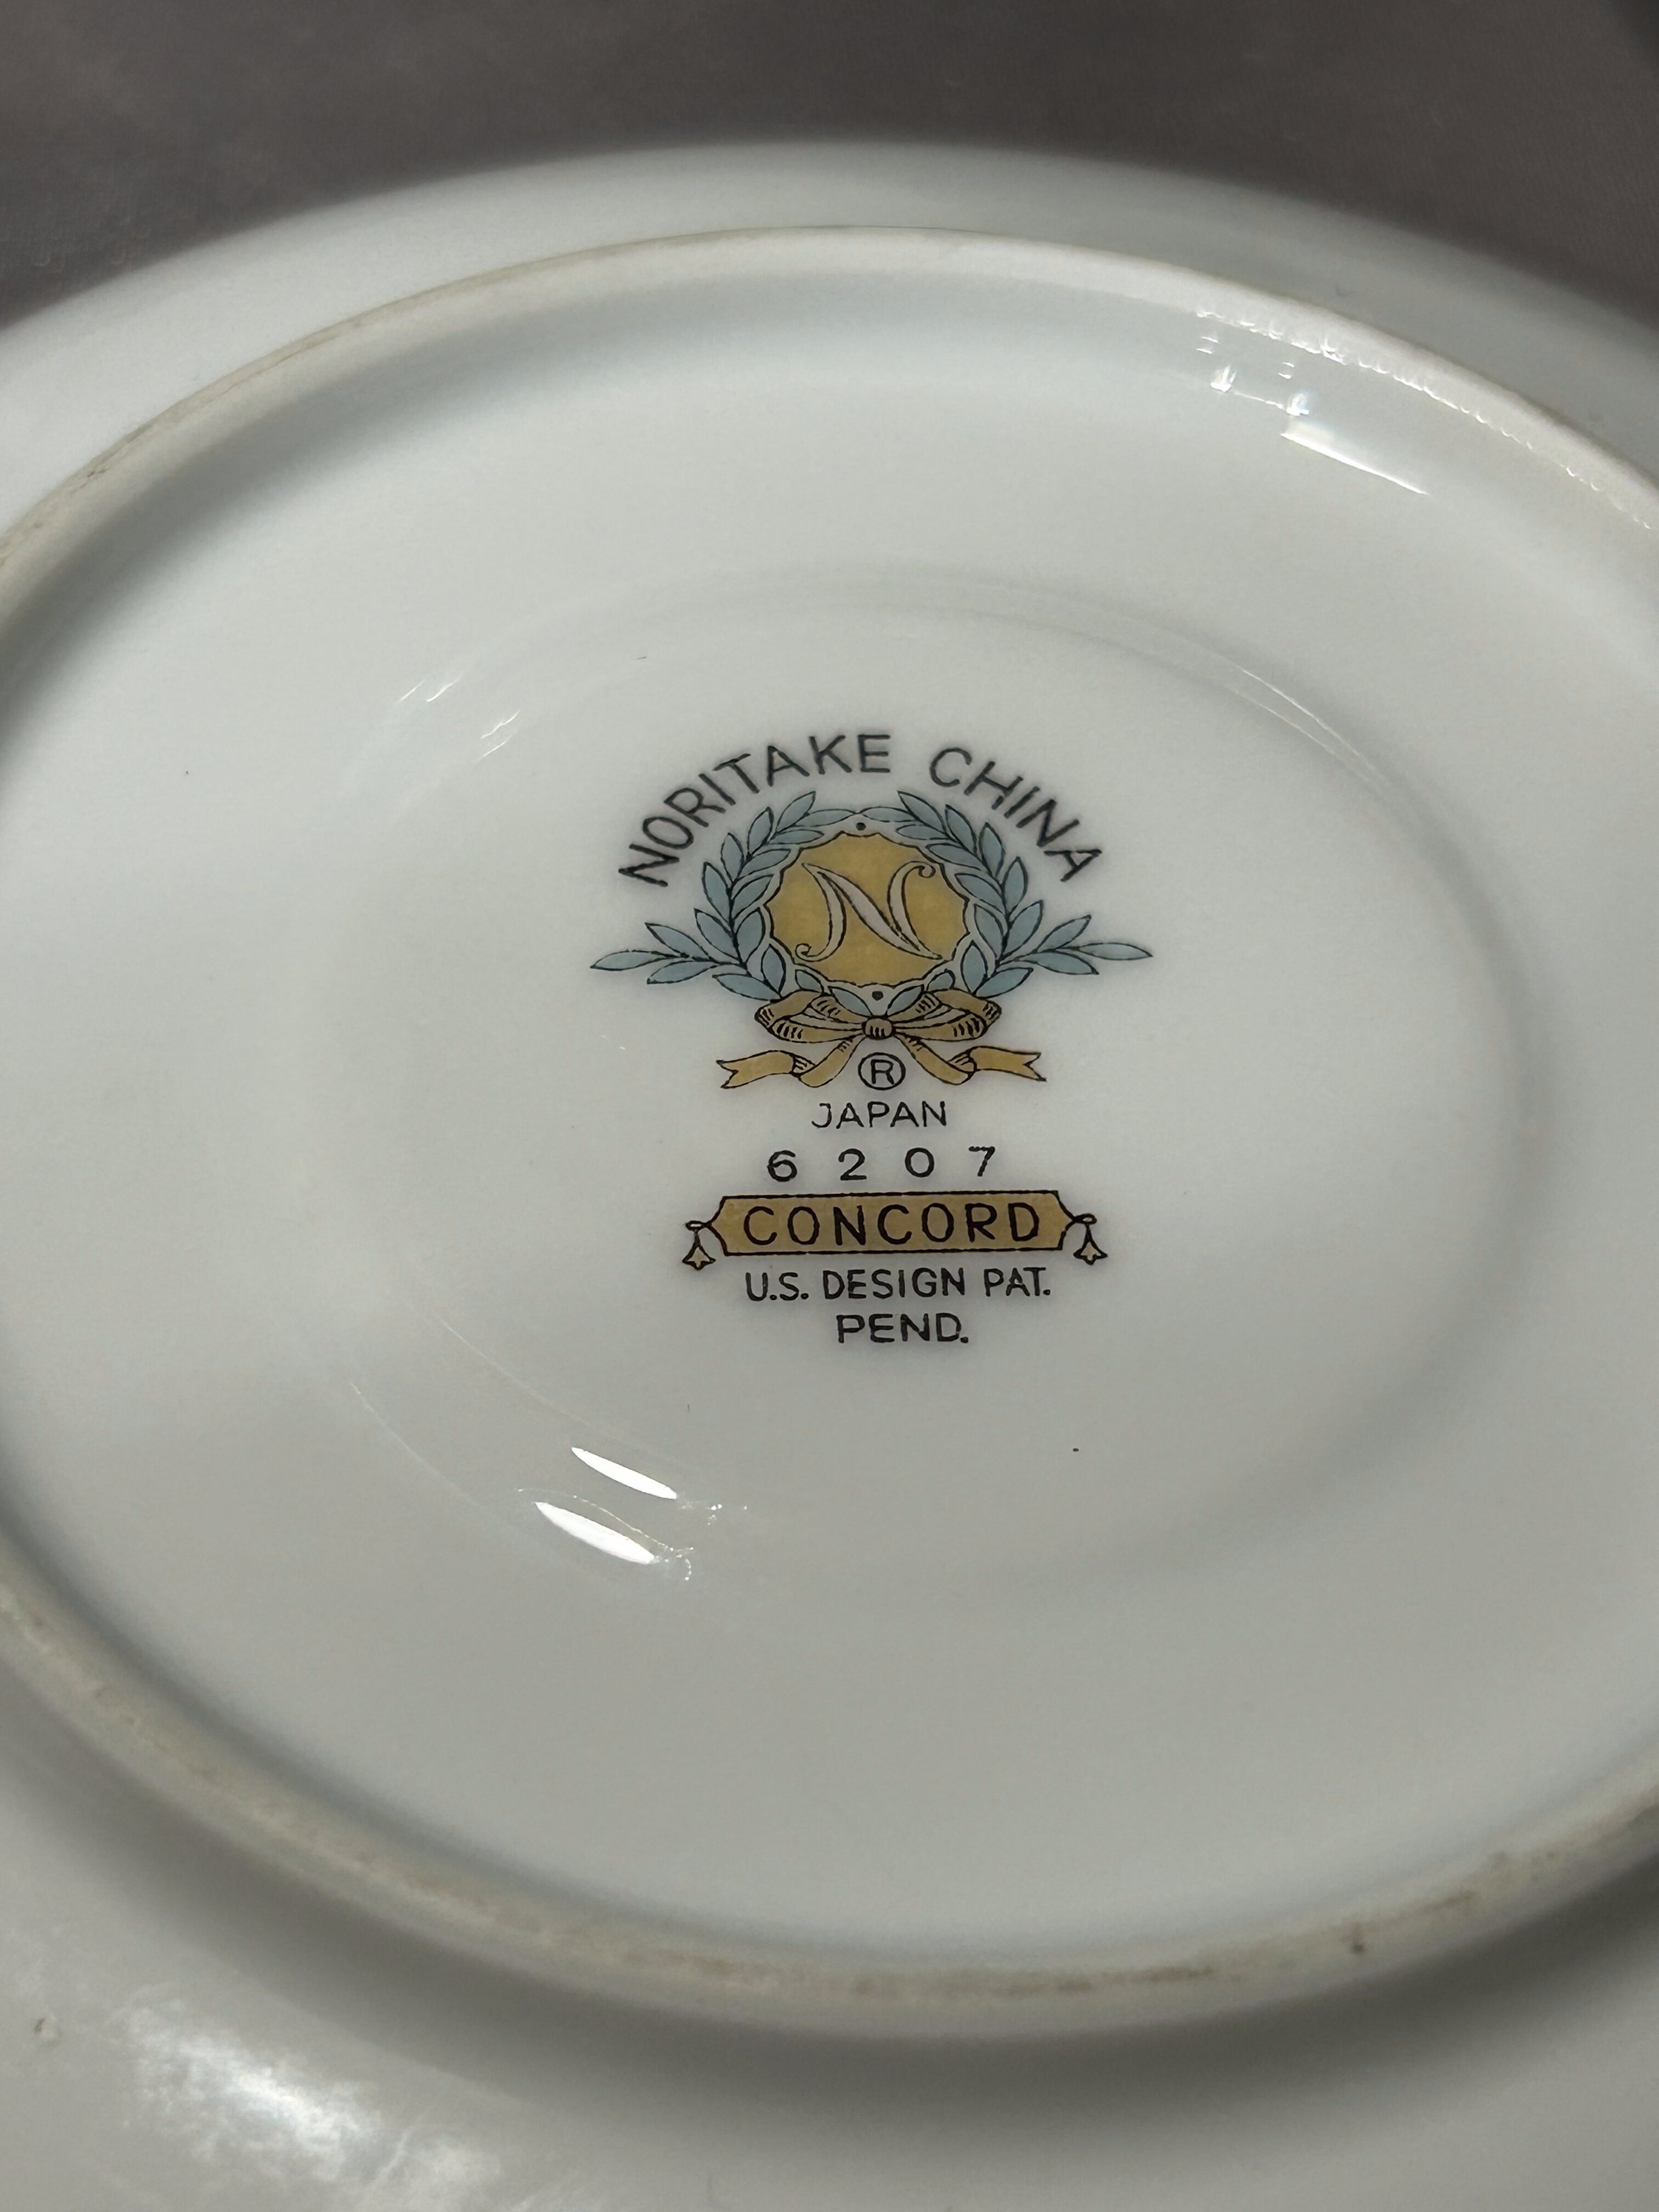 NORITAKE CHINA
N
®
JAPAN
6207
CONCORD
U.S. DESIGN PAT.
PEND.